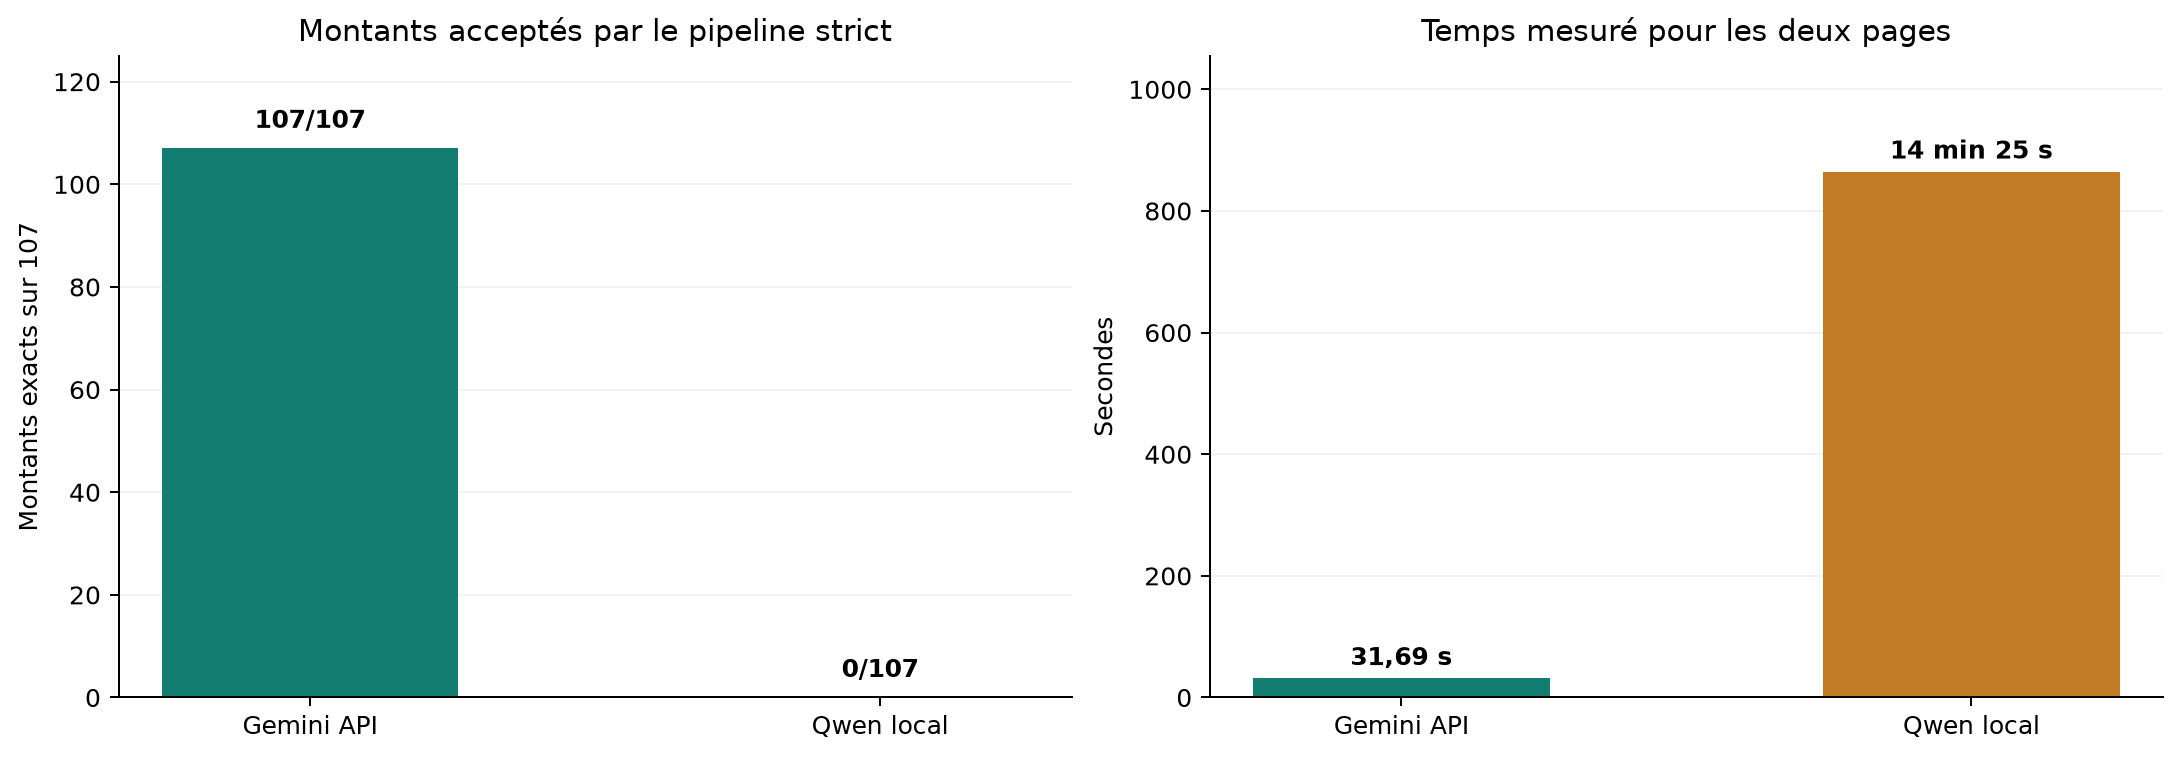 Montants acceptés par le pipeline strict
Montants exacts sur 107
120
100
80
60
40
20
0
107/107
0/107
Gemini API
Qwen local
Temps mesuré pour les deux pages
Secondes
1000
800
600
400
200
0
31,69 s
14 min 25 s
Gemini API
Qwen local